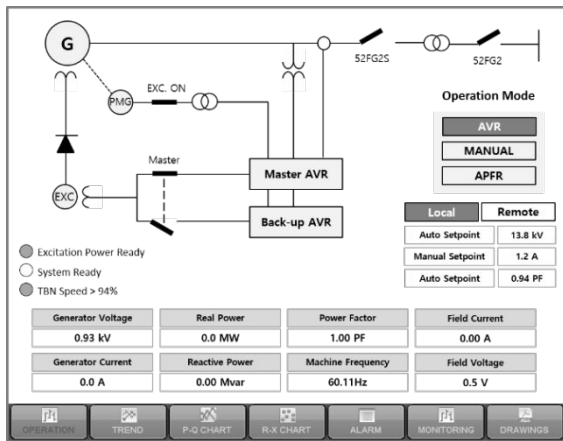 G
52FG2S
52FG2
PMG
EXC. ON
Operation Mode
AVR
MANUAL
APFR
Master
Master AVR
EXC
Back-up AVR
Local Remote
Auto Setpoint 13.8 kV
Manual Setpoint 1.2 A
Auto Setpoint 0.94 PF
Excitation Power Ready
System Ready
TBN Speed > 94%
Generator Voltage Real Power Power Factor Field Current
0.93 kV 0.0 MW 1.00 PF 0.00 A
Generator Current Reactive Power Machine Frequency Field Voltage
0.0 A 0.00 Mvar 60.11Hz 0.5 V
OPERATION TREND P-Q CHART R-X CHART ALARM MONITORING DRAWINGS